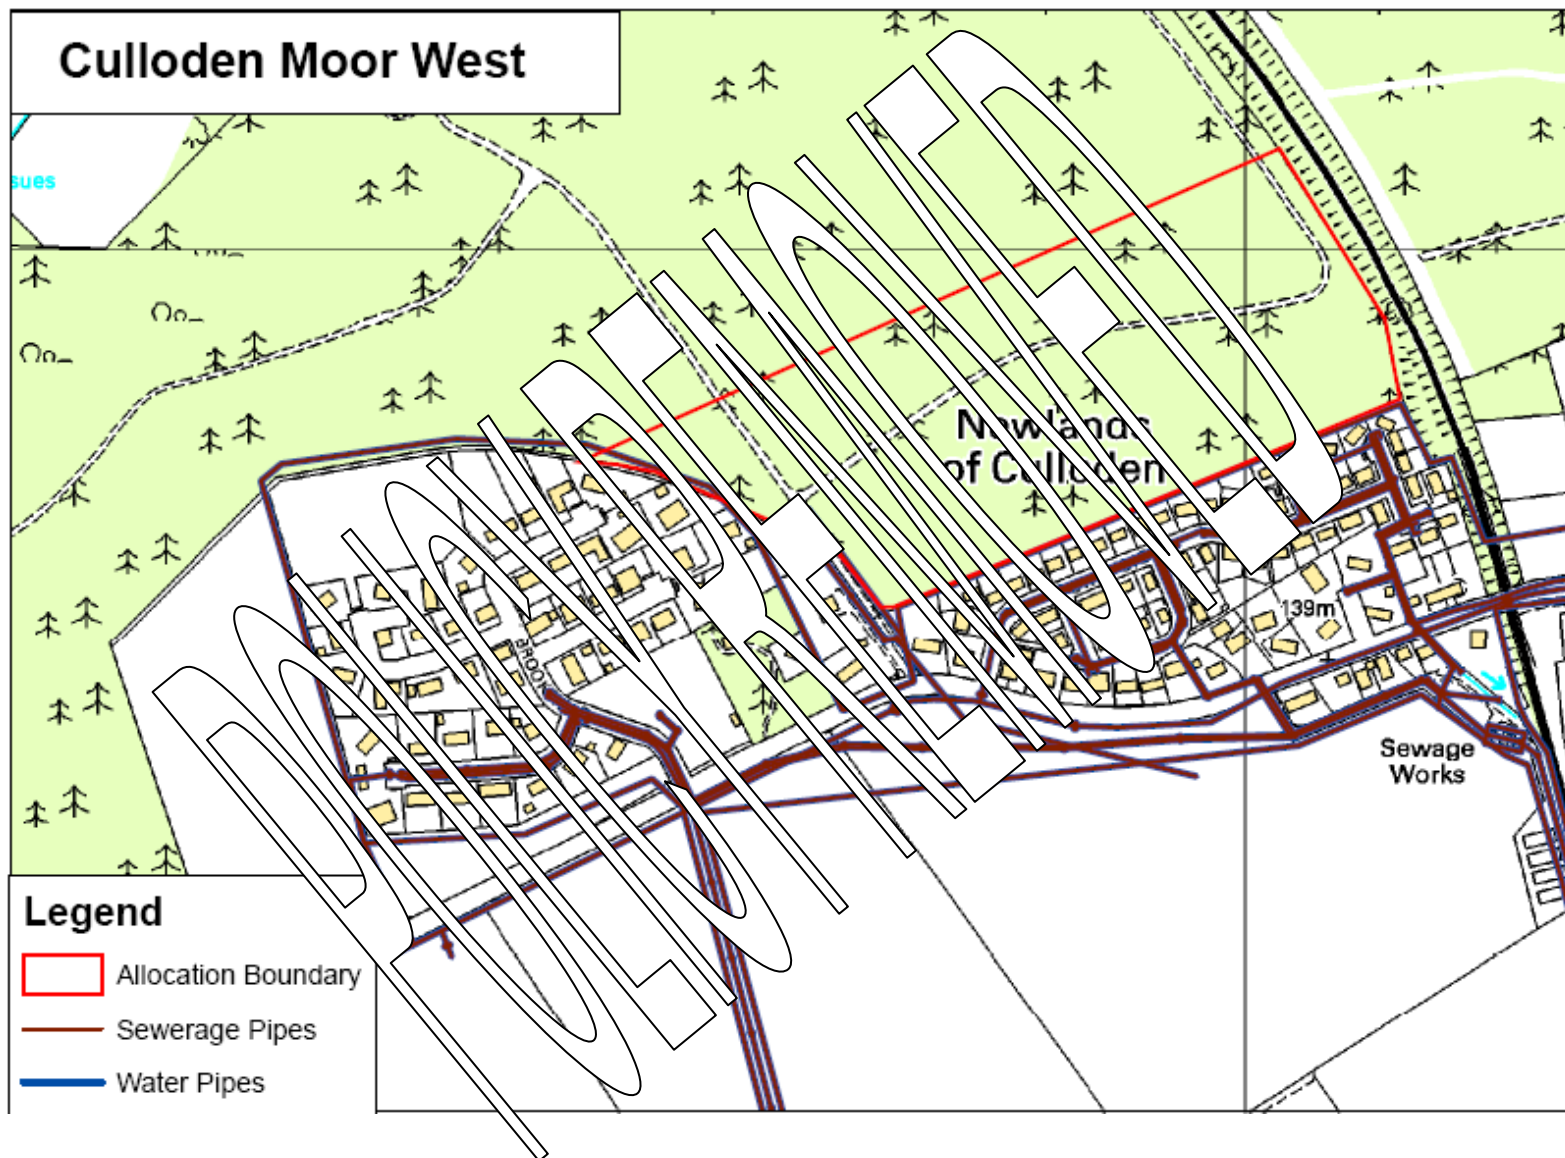 Culloden Moor West
sues
Newlands
of Culloden
139m
Sewage
Works
Legend
Allocation Boundary
Sewerage Pipes
Water Pipes